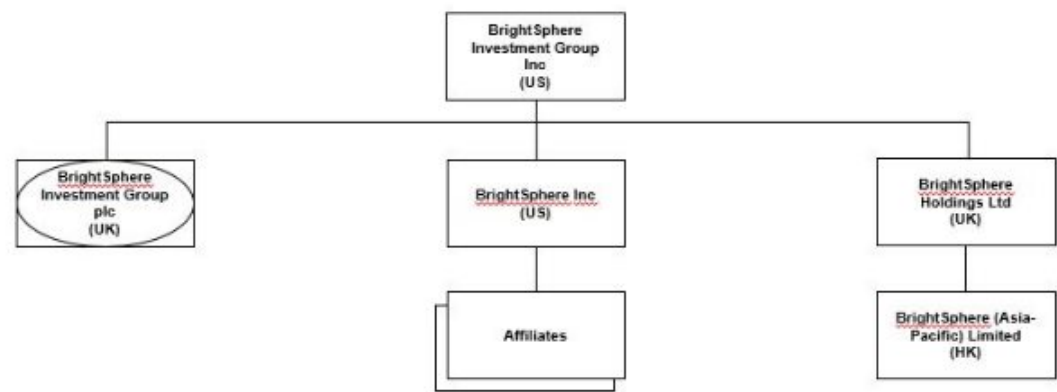 BrightSphere
Investment Group
Inc
(US)
BrightSphere
Investment Group
plc
(UK)
BrightSphere Inc
(US)
BrightSphere
Holdings Ltd
(UK)
Affiliates
BrightSphere (Asia-
Pacific) Limited
(HK)